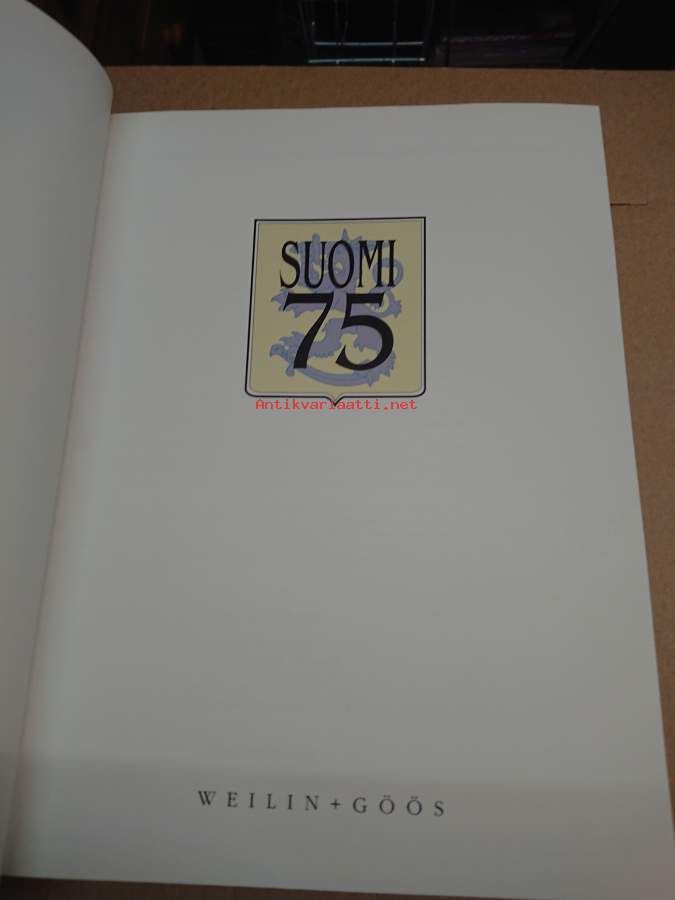 SUOMI
75
Antikvariaatti.net
WEILIN+GÖÖS